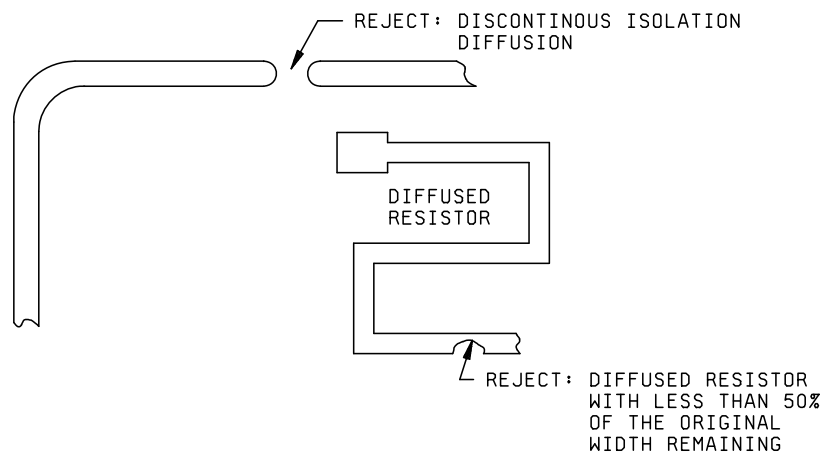 REJECT: DISCONTINOUS ISOLATION
DIFFUSION
DIFFUSED
RESISTOR
REJECT: DIFFUSED RESISTOR
WITH LESS THAN 50%
OF THE ORIGINAL
WIDTH REMAINING